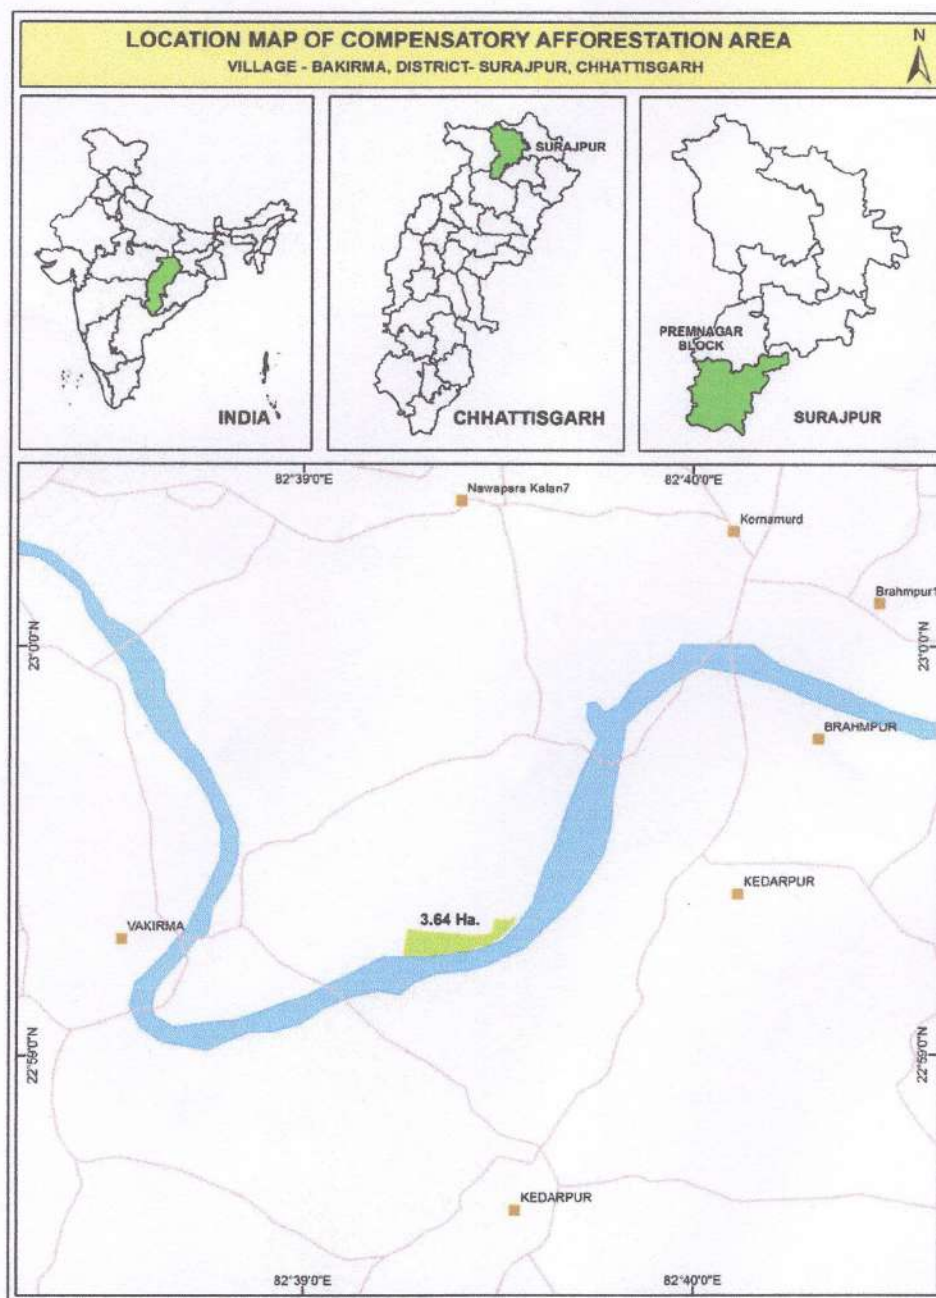 LOCATION MAP OF COMPENSATORY AFFORESTATION AREA
VILLAGE - BAKIRMA, DISTRICT- SURAJPUR, CHHATTISGARH
N
INDIA
SURAJPUR
CHHATTISGARH
PREMNAGAR
BLOCK
SURAJPUR
82°39'0"E
82°40'0"E
Nawapara Kalan7
Kornamurd
Brahmpur1
23°0'0"N
23°0'0"N
BRAHMPUR
KEDARPUR
3.64 Ha.
VAKIRMA
22°59'0"N
22°59'0"N
KEDARPUR
82°39'0"E
82°40'0"E